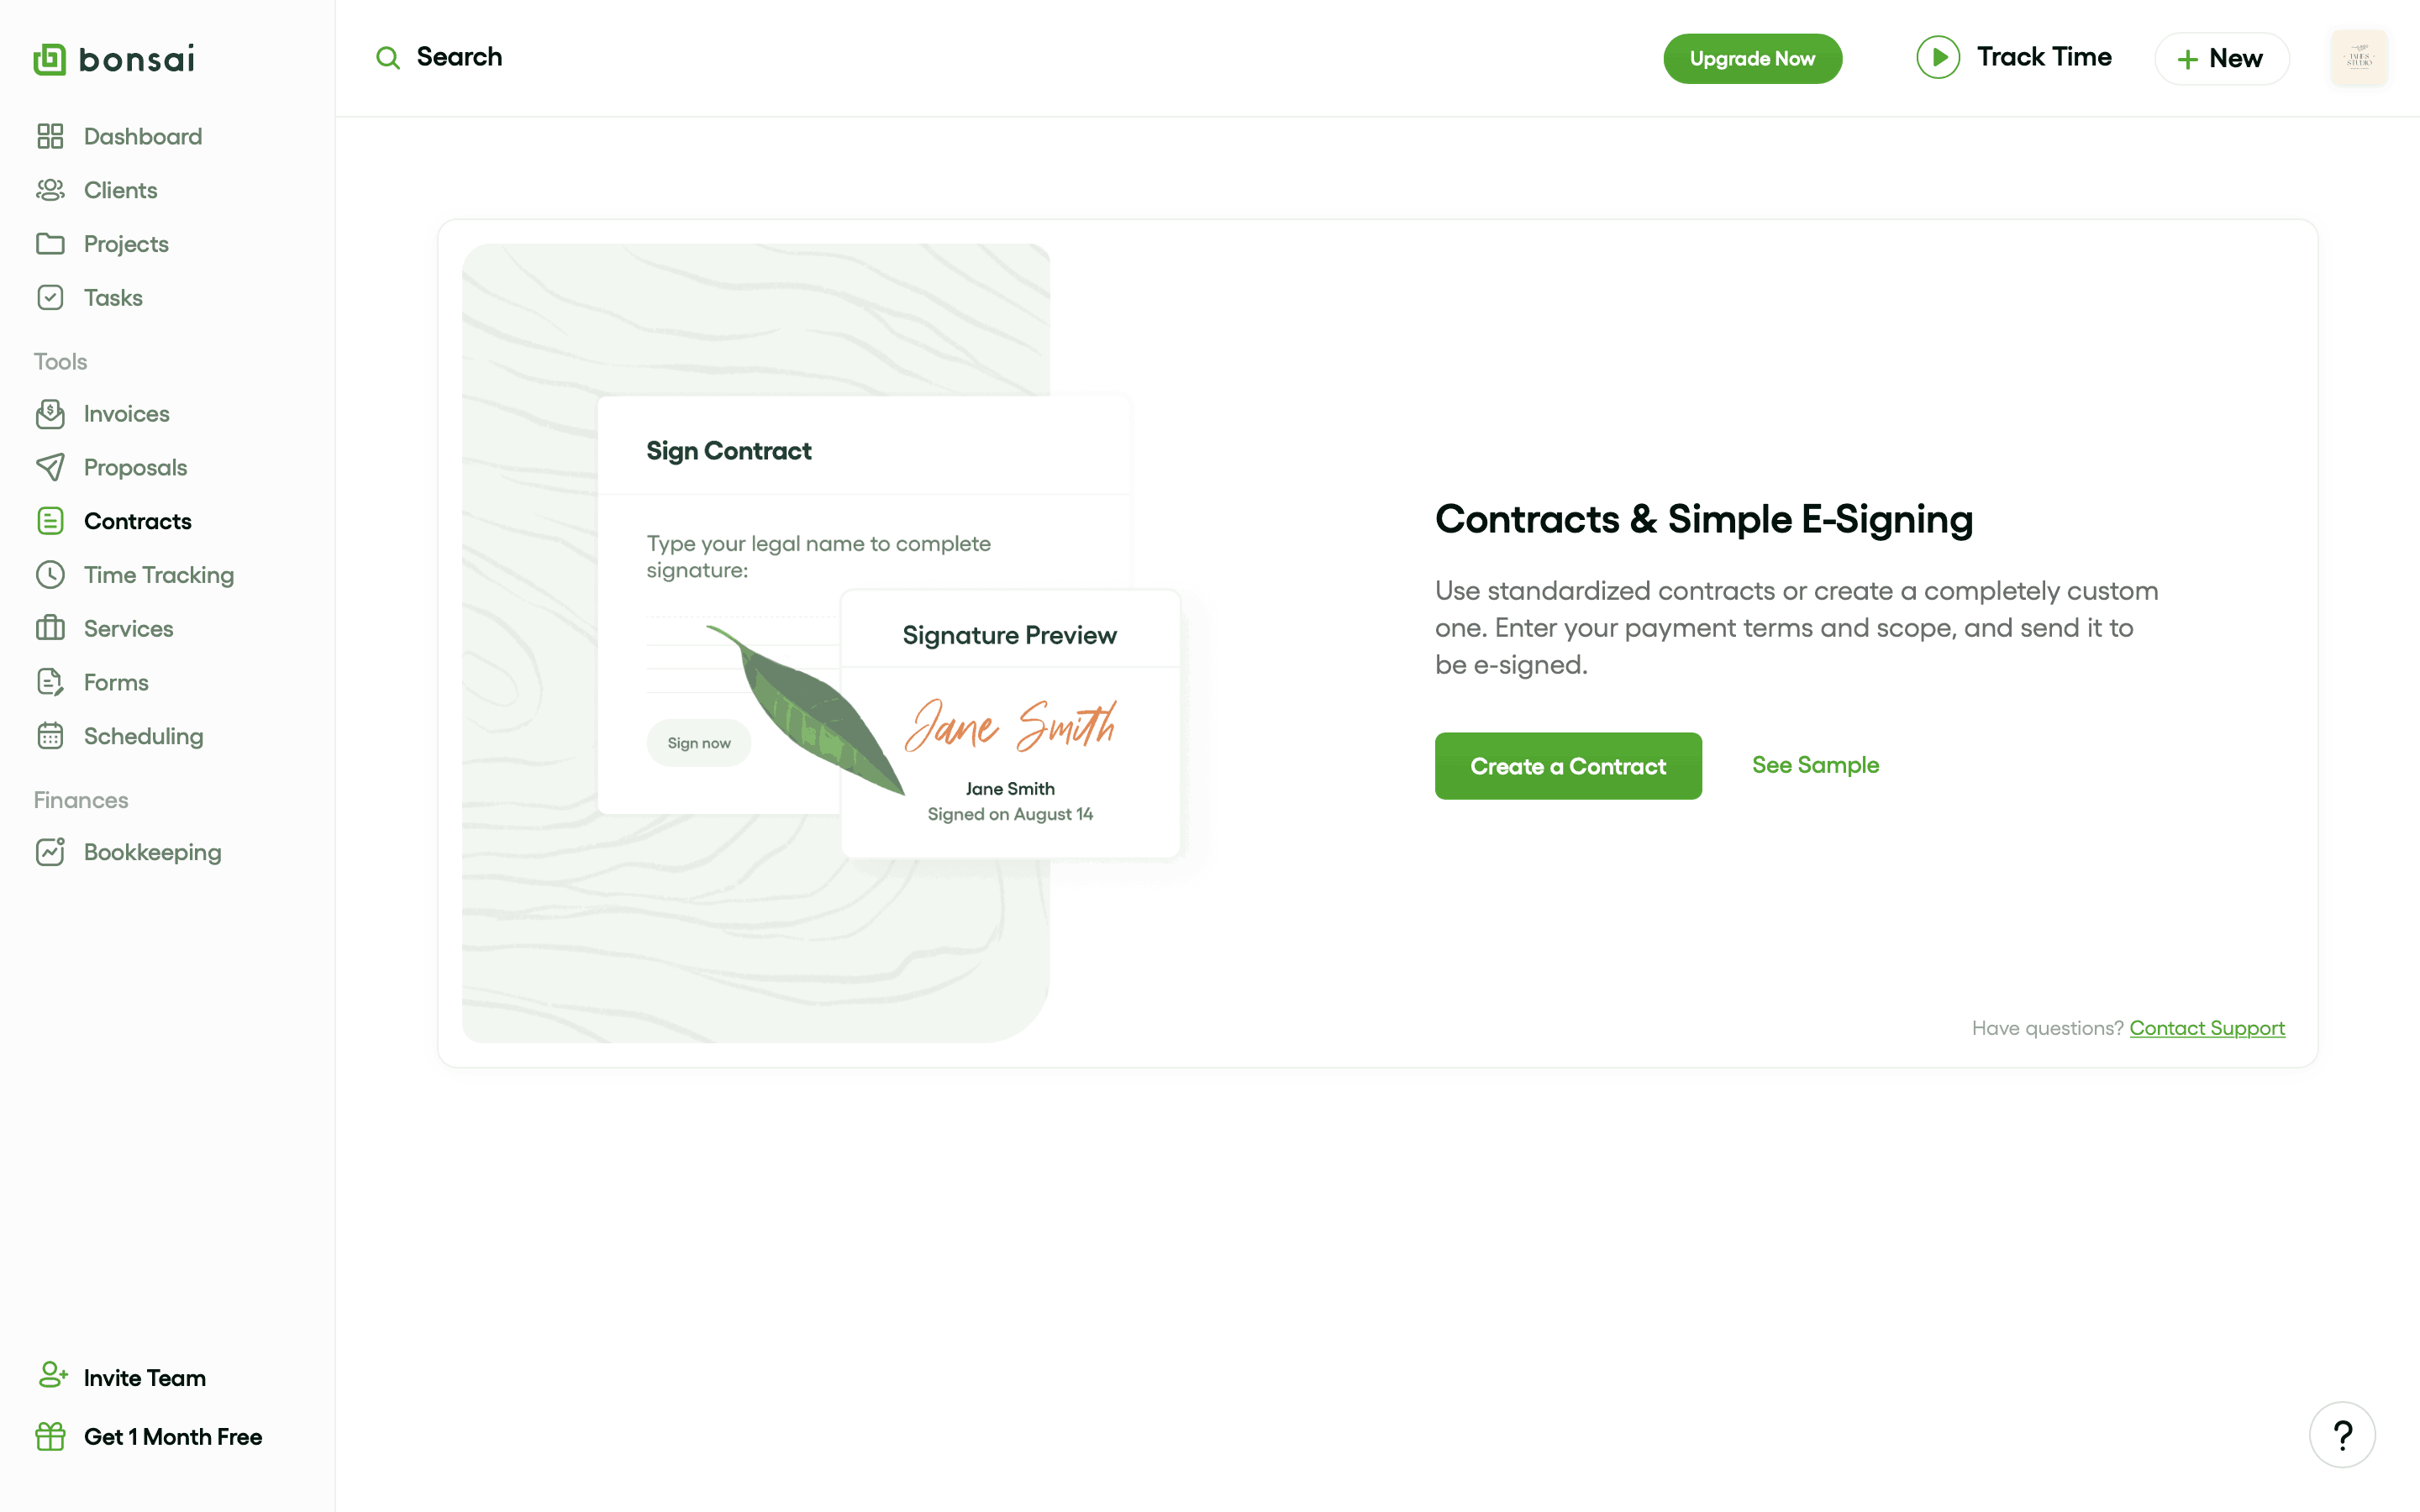 bonsai
Search
Upgrade Now
Track Time
New
Dashboard
Clients
Projects
Tasks
Tools
Invoices
Proposals
Contracts
Time Tracking
Services
Forms
Scheduling
Finances
Bookkeeping
Invite Team
Get 1 Month Free
Sign Contract
Type your legal name to complete
signature:
Sign now
Signature Preview
Jane Smith
Jane Smith
Signed on August 14
Contracts & Simple E-Signing
Use standardized contracts or create a completely custom
one. Enter your payment terms and scope, and send it to
be e-signed.
Create a Contract
See Sample
Have questions? Contact Support
?